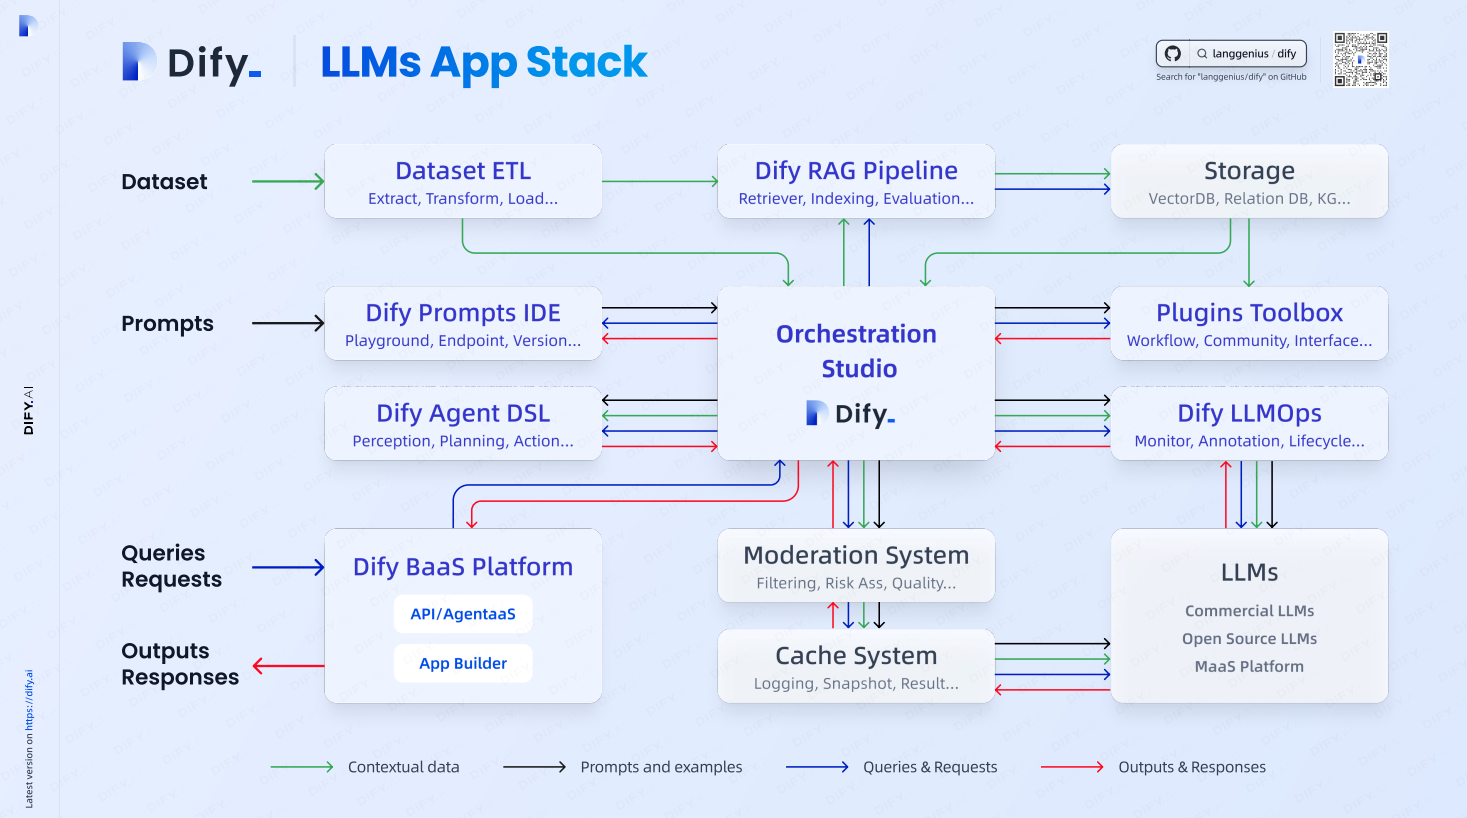 Dify_
LLMs App Stack
langgenius / dify
Search for "langgenius/dify" on GitHub
Dataset
Dataset ETL
Extract, Transform, Load...
Dify RAG Pipeline
Retriever, Indexing, Evaluation...
Storage
VectorDB, Relation DB, KG...
Prompts
Dify Prompts IDE
Playground, Endpoint, Version...
Orchestration
Studio
Dify_
Plugins Toolbox
Workflow, Community, Interface...
Dify Agent DSL
Perception, Planning, Action...
Dify LLMOps
Monitor, Annotation, Lifecycle...
Queries
Requests
Outputs
Responses
Dify BaaS Platform
API/AgentaaS
App Builder
Moderation System
Filtering, Risk Ass, Quality...
Cache System
Logging, Snapshot, Result...
LLMs
Commercial LLMs
Open Source LLMs
MaaS Platform
Contextual data
Prompts and examples
Queries & Requests
Outputs & Responses
DIFY.AI
Latest version on https://dify.ai